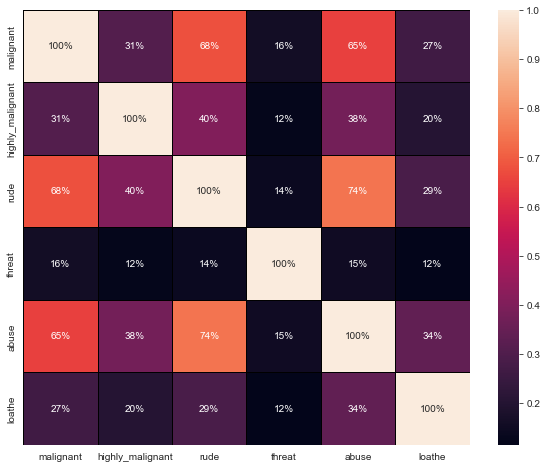 malignant 100% 31% 68% 16% 65% 27%
highly_malignant 31% 100% 40% 12% 38% 20%
rude 68% 40% 100% 14% 74% 29%
threat 16% 12% 14% 100% 15% 12%
abuse 65% 38% 74% 15% 100% 34%
loathe 27% 20% 29% 12% 34% 100%
malignant highly_malignant rude threat abuse loathe
1.0
0.9
0.8
0.7
0.6
0.5
0.4
0.3
0.2